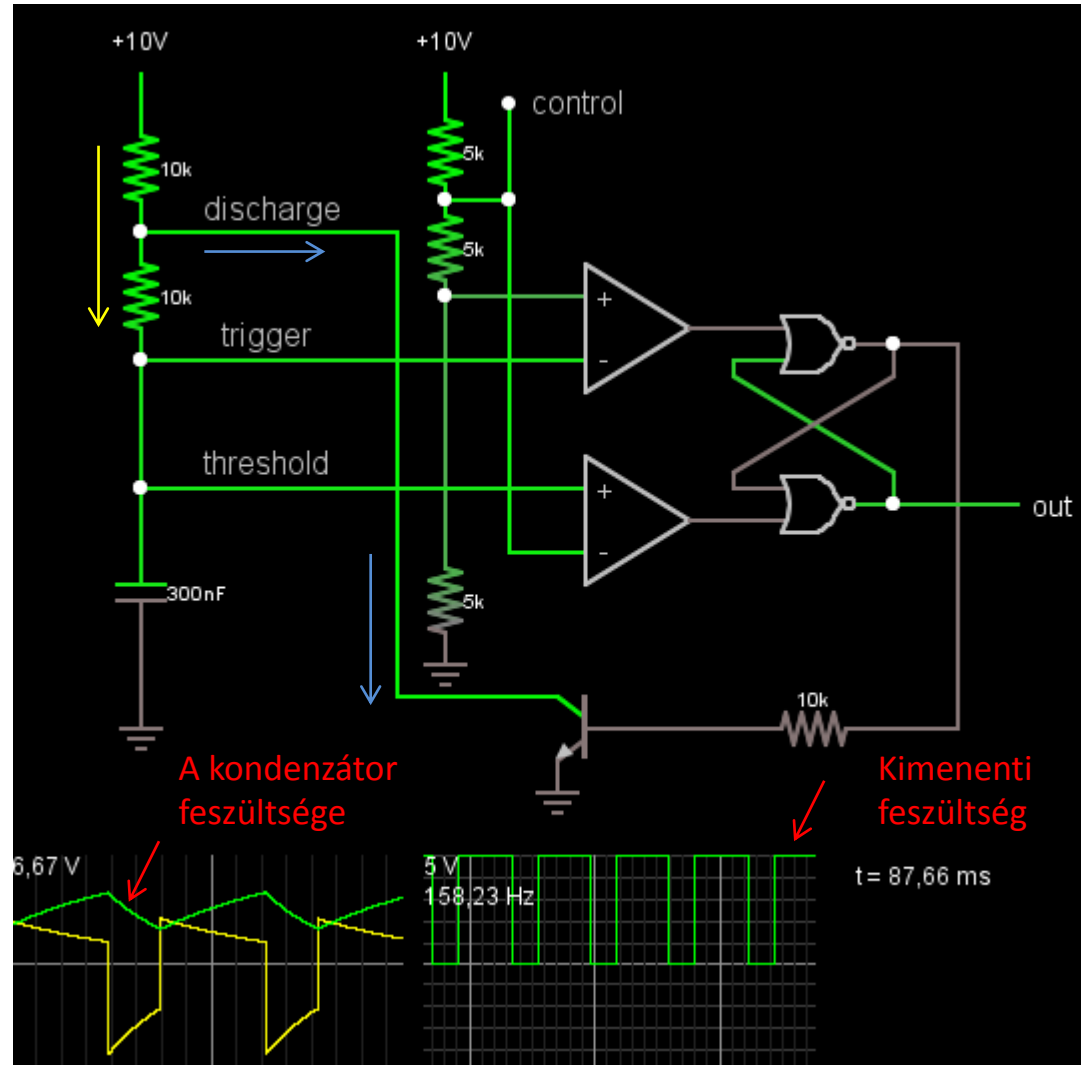 +10V
+10V
control
10k
5k
discharge
5k
10k
+
trigger
-
threshold
+
out
-
300nF
5k
10k
A kondenzátor
feszültsége
Kimenenti
feszültség
6,67 V
5 V
158,23 Hz
t = 87,66 ms